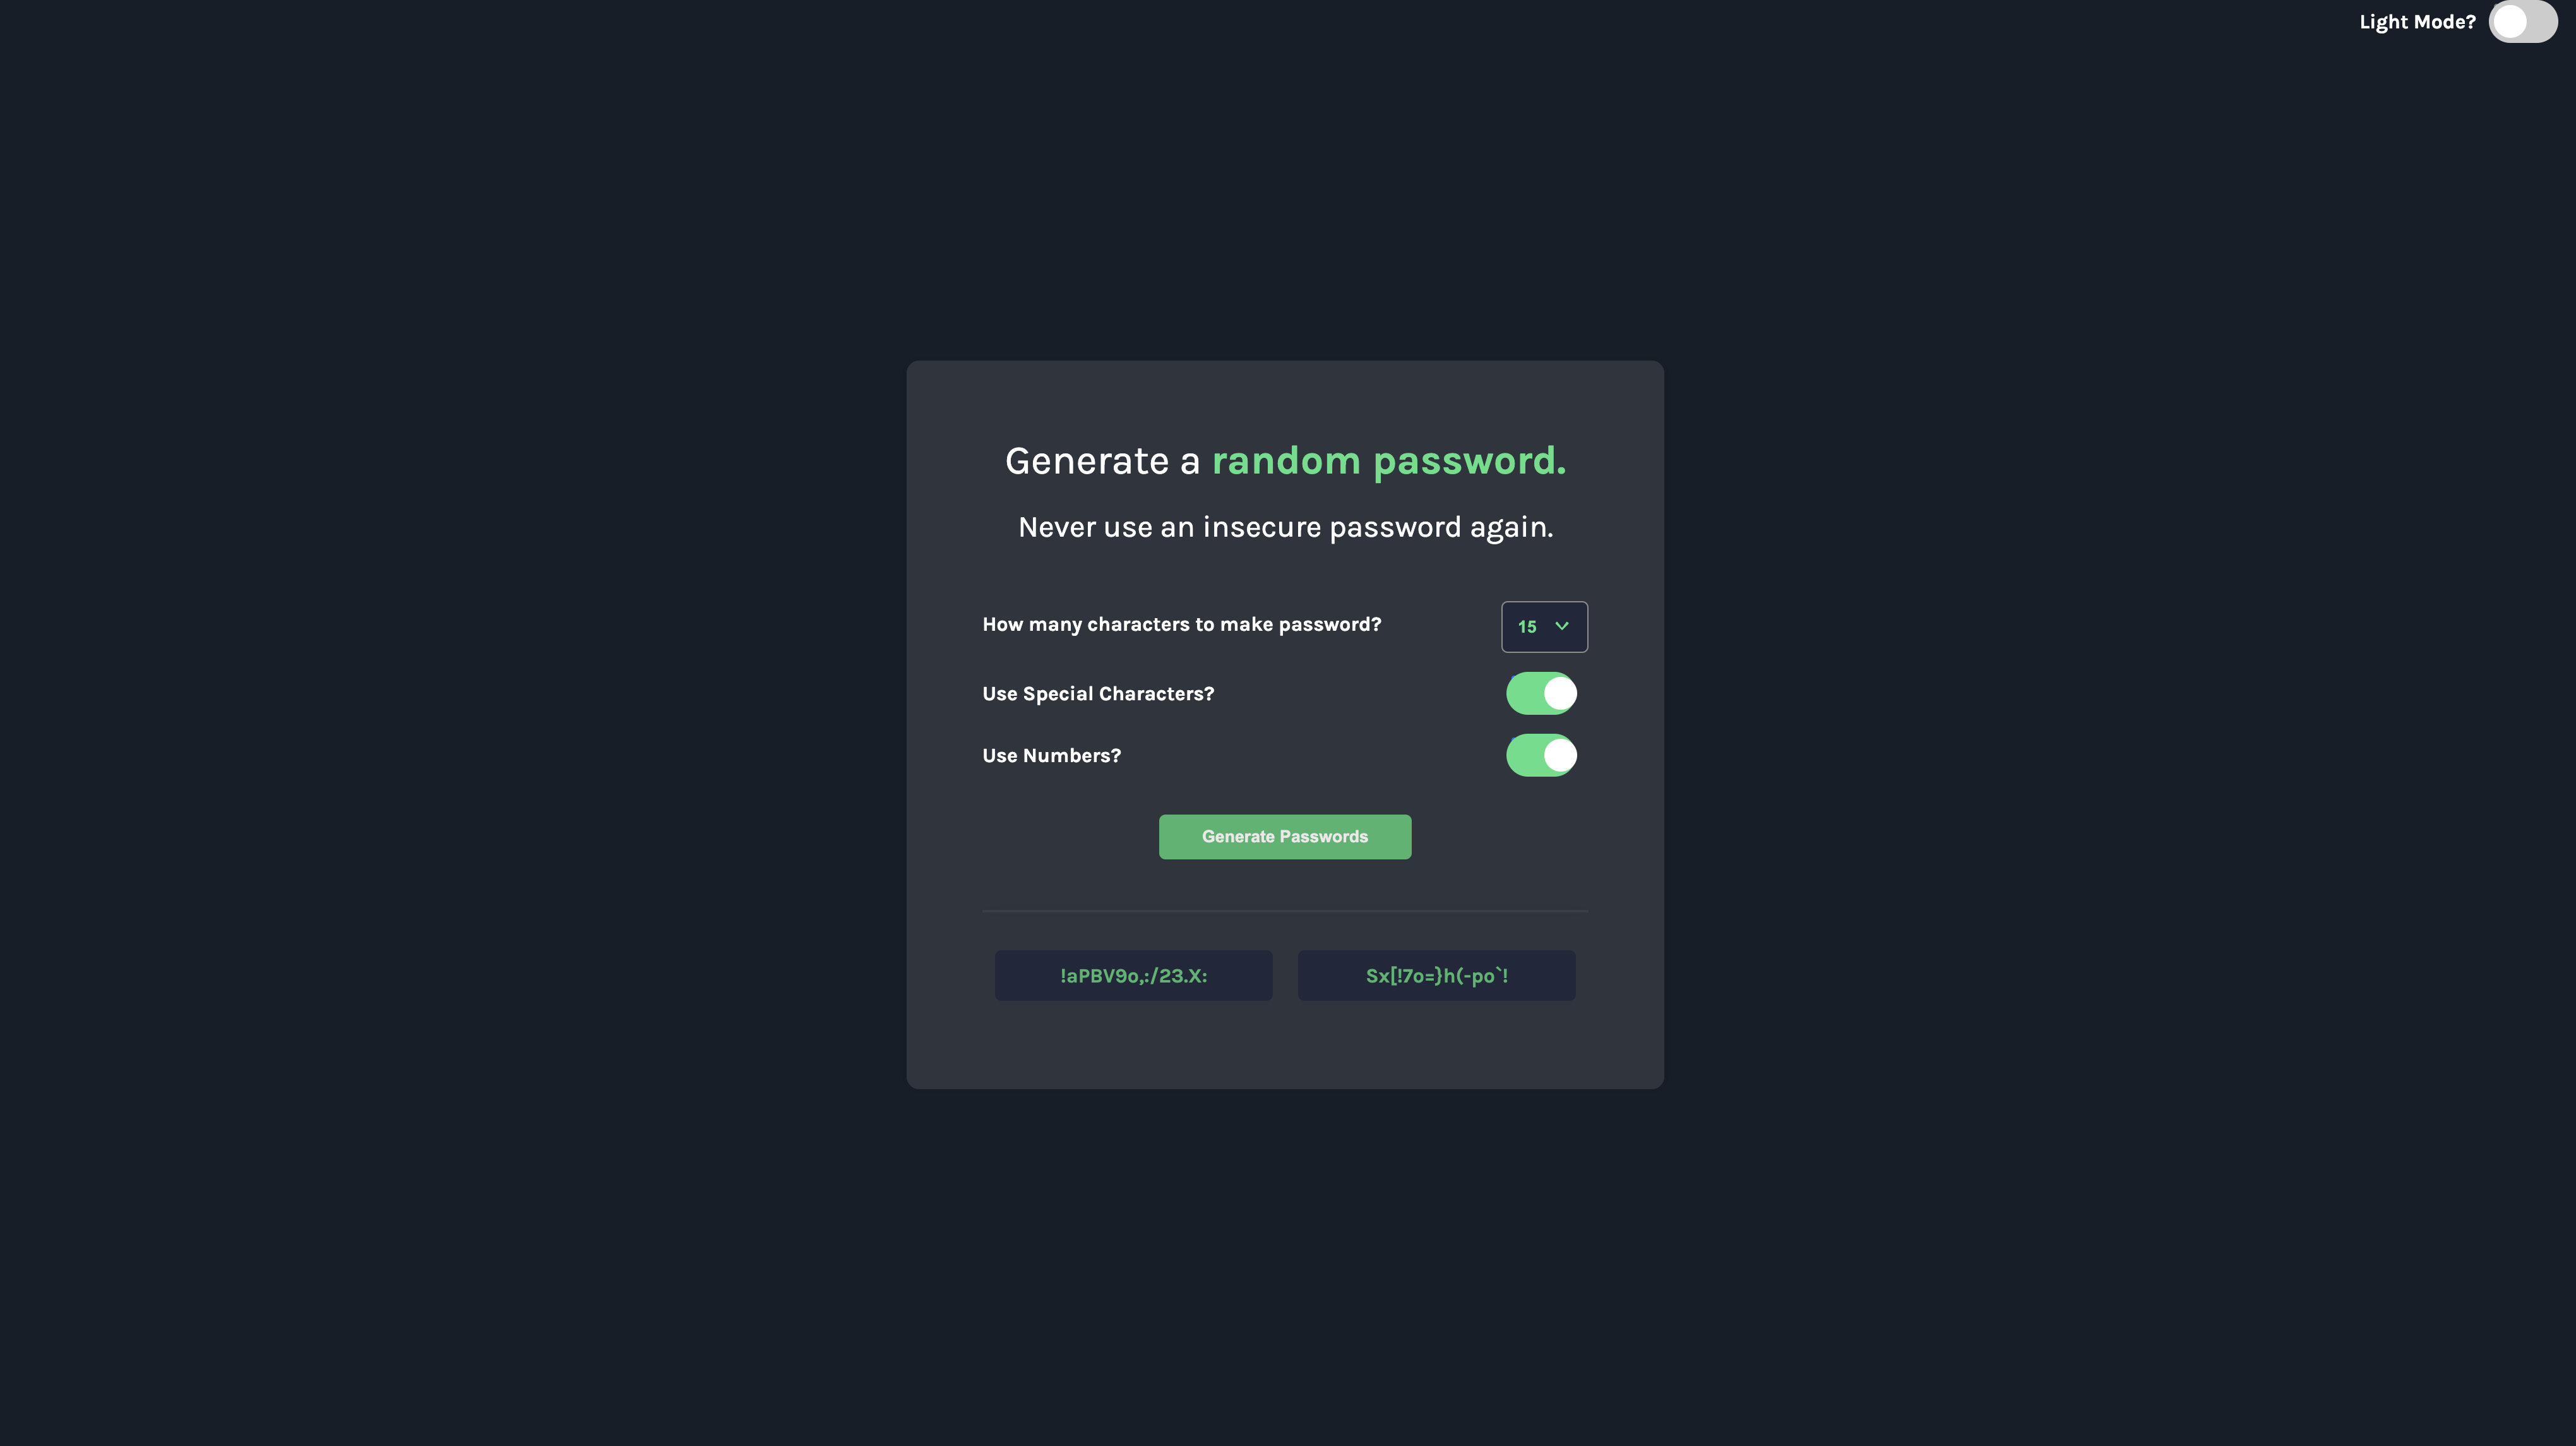 Light Mode?
Generate a random password.
Never use an insecure password again.
How many characters to make password?
15
Use Special Characters?
Use Numbers?
Generate Passwords
!aPBV9o,:/23.X:
Sx[!7o=}h(-po`!